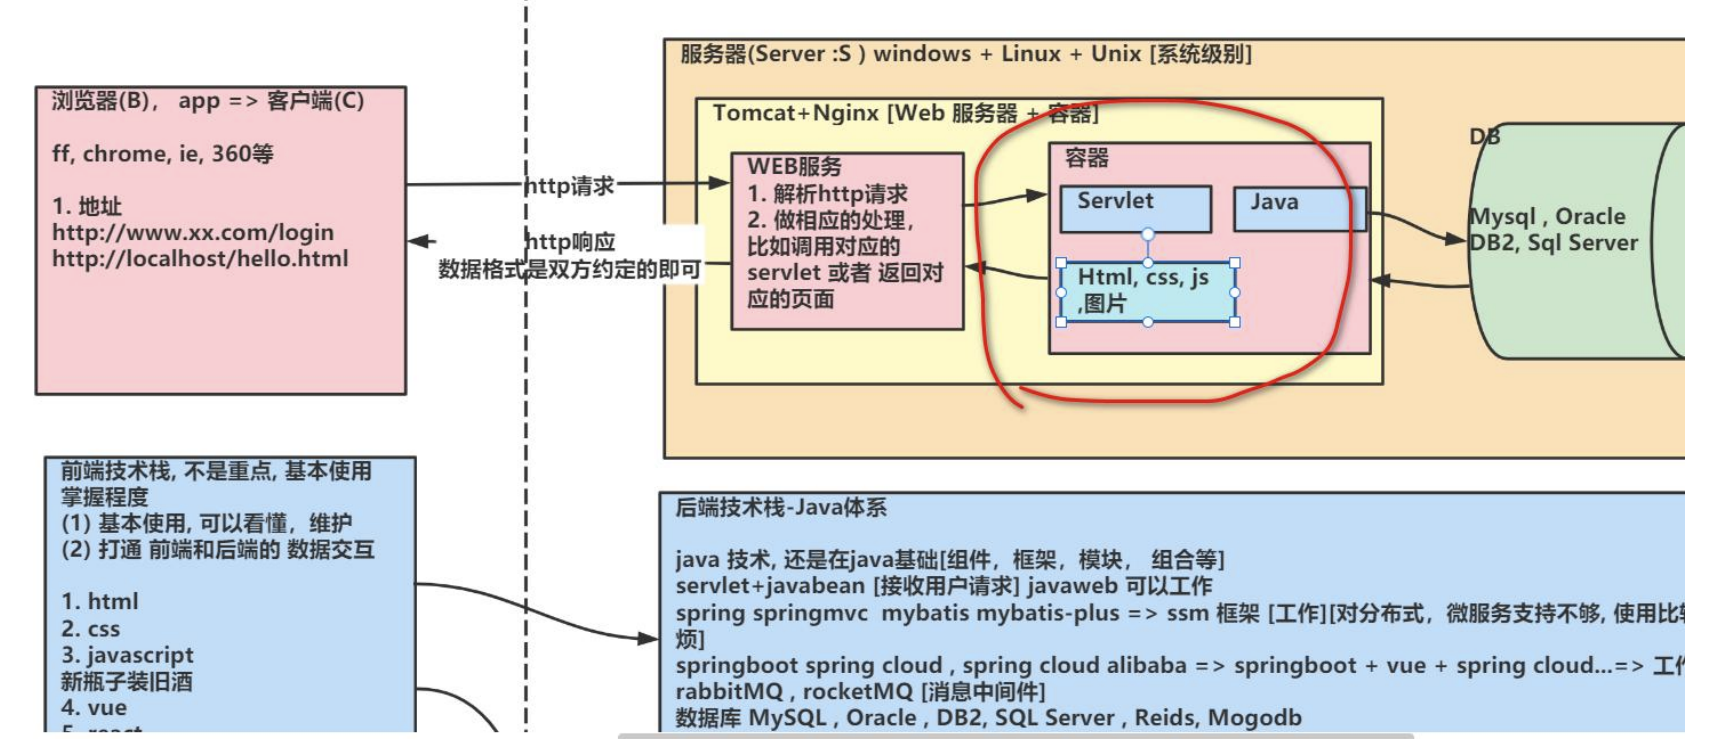 服务器(Server :S ) windows + Linux + Unix [系统级别]
浏览器(B), app => 客户端(C)
ff, chrome, ie, 360等
1. 地址
http://www.xx.com/login
http://localhost/hello.html
http请求
http响应
数据格式是双方约定的即可
Tomcat+Nginx [Web 服务器 + 容器]
WEB服务
1. 解析http请求
2. 做相应的处理,
比如调用对应的
servlet 或者 返回对
应的页面
容器
Servlet
Java
Html, css, js
,图片
DB
Mysql , Oracle
DB2, Sql Server
前端技术栈, 不是重点, 基本使用
掌握程度
(1) 基本使用, 可以看懂，维护
(2) 打通 前端和后端的 数据交互
1. html
2. css
3. javascript
新瓶子装旧酒
4. vue
5. react
后端技术栈-Java体系
java 技术, 还是在java基础[组件，框架，模块， 组合等]
servlet+javabean [接收用户请求] javaweb 可以工作
spring springmvc mybatis mybatis-plus => ssm 框架 [工作][对分布式，微服务支持不够, 使用比
烦]
springboot spring cloud , spring cloud alibaba => springboot + vue + spring cloud...=> 工
rabbitMQ , rocketMQ [消息中间件]
数据库 MySQL , Oracle , DB2, SQL Server , Reids, Mogodb